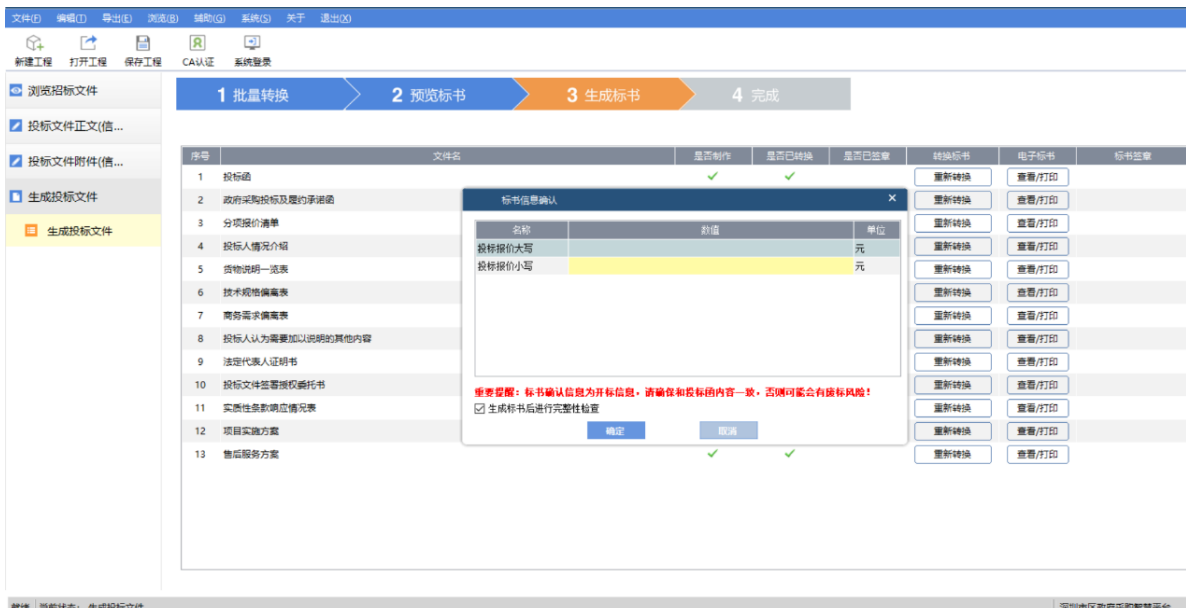 文件(F) 编辑(I) 导出(E) 浏览(B) 辅助(G) 系统(S) 关于 退出(X)
新建工程 打开工程 保存工程 CA认证 系统登录
浏览招标文件
投标文件正文(信...
投标文件附件(信...
生成投标文件
生成投标文件
1 批量转换 2 预览标书 3 生成标书 4 完成
序号 文件名 是否制作 是否已转换 是否已签章 转换标书 电子标书 标书签章
1 投标函 重新转换 查看/打印
2 政府采购投标及履约承诺函 重新转换 查看/打印
3 分项报价清单 重新转换 查看/打印
4 投标人情况介绍 重新转换 查看/打印
5 货物说明一览表 重新转换 查看/打印
6 技术规格偏离表 重新转换 查看/打印
7 商务需求偏离表 重新转换 查看/打印
8 投标人认为需要加以说明的其他内容 重新转换 查看/打印
9 法定代表人证明书 重新转换 查看/打印
10 投标文件签署授权委托书 重新转换 查看/打印
11 实质性条款响应情况表 重新转换 查看/打印
12 项目实施方案 重新转换 查看/打印
13 售后服务方案 重新转换 查看/打印
标书信息确认
名称 数值 单位
投标报价大写 元
投标报价小写 元
重要提醒：标书确认信息为开标信息，请确保和投标函内容一致，否则可能会有废标风险！
生成标书后进行完整性检查
确定 取消
就绪 当前状态： 生成投标文件 深圳市区政府采购智慧平台